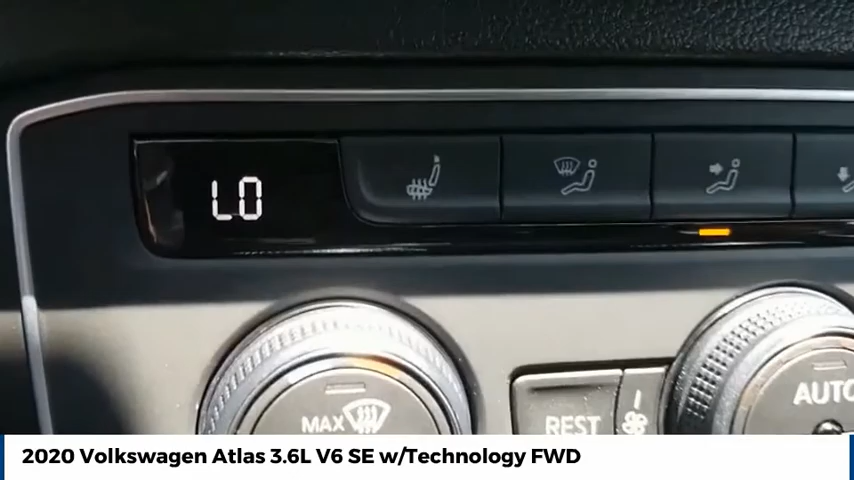 LO
MAX
REST
AUTO
2020 Volkswagen Atlas 3.6L V6 SE w/Technology FWD